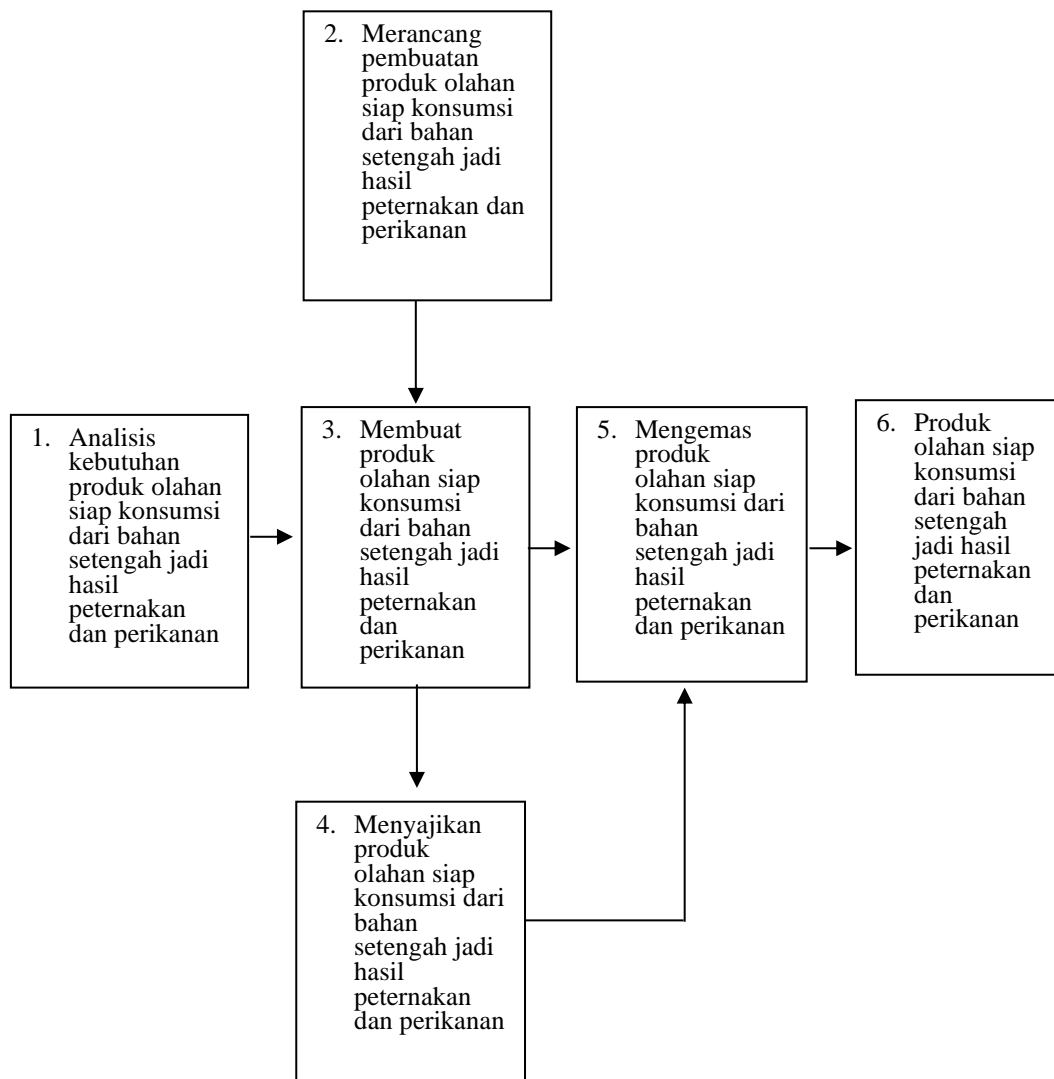 2. Merancang
pembuatan
produk olahan
siap konsumsi
dari bahan
setengah jadi
hasil
peternakan dan
perikanan
1. Analisis
kebutuhan
produk olahan
siap konsumsi
dari bahan
setengah jadi
hasil
peternakan
dan perikanan
3. Membuat
produk
olahan siap
konsumsi
dari bahan
setengah jadi
hasil
peternakan
dan
perikanan
4. Menyajikan
produk
olahan siap
konsumsi dari
bahan
setengah jadi
hasil
peternakan
dan perikanan
5. Mengemas
produk
olahan siap
konsumsi dari
bahan
setengah jadi
hasil
peternakan
dan perikanan
6. Produk
olahan siap
konsumsi
dari bahan
setengah
jadi hasil
peternakan
dan
perikanan